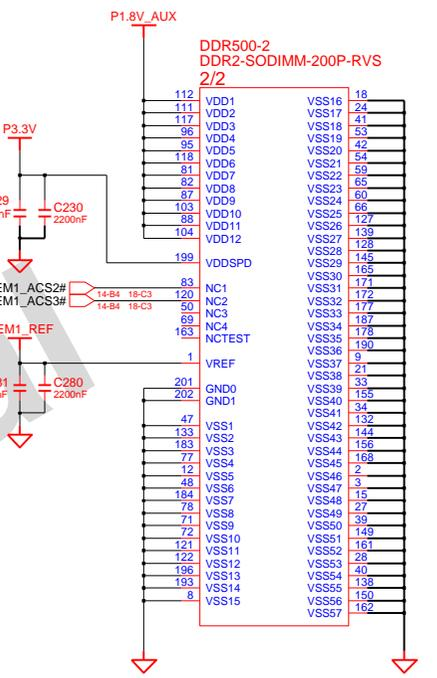 P1.8V_AUX
DDR500-2
DDR2-SODIMM-200P-RVS
2/2
P3.3V
C230
2200nF
EM1_ACS2#
EM1_ACS3#
14-B4 18-C3
14-B4 18-C3
EM1_REF
C280
2200nF
112 VDD1 VSS16 18
111 VDD2 VSS17 24
117 VDD3 VSS18 41
96 VDD4 VSS19 53
95 VDD5 VSS20 42
118 VDD6 VSS21 54
81 VDD7 VSS22 59
82 VDD8 VSS23 65
87 VDD9 VSS24 60
103 VDD10 VSS25 66
88 VDD11 VSS26 127
104 VDD12 VSS27 139
VSS28 128
199 VDDSPD VSS29 145
VSS30 165
83 NC1 VSS31 171
120 NC2 VSS32 172
50 NC3 VSS33 177
69 NC4 VSS34 187
163 NCTEST VSS35 178
VSS36 190
1 VREF VSS37 9
VSS38 21
201 GND0 VSS39 33
202 GND1 VSS40 155
VSS41 34
47 VSS1 VSS42 132
133 VSS2 VSS43 144
183 VSS3 VSS44 156
77 VSS4 VSS45 168
12 VSS5 VSS46 2
48 VSS6 VSS47 3
184 VSS7 VSS48 15
78 VSS8 VSS49 27
71 VSS9 VSS50 39
72 VSS10 VSS51 149
121 VSS11 VSS52 161
122 VSS12 VSS53 28
196 VSS13 VSS54 40
193 VSS14 VSS55 138
8 VSS15 VSS56 150
VSS57 162